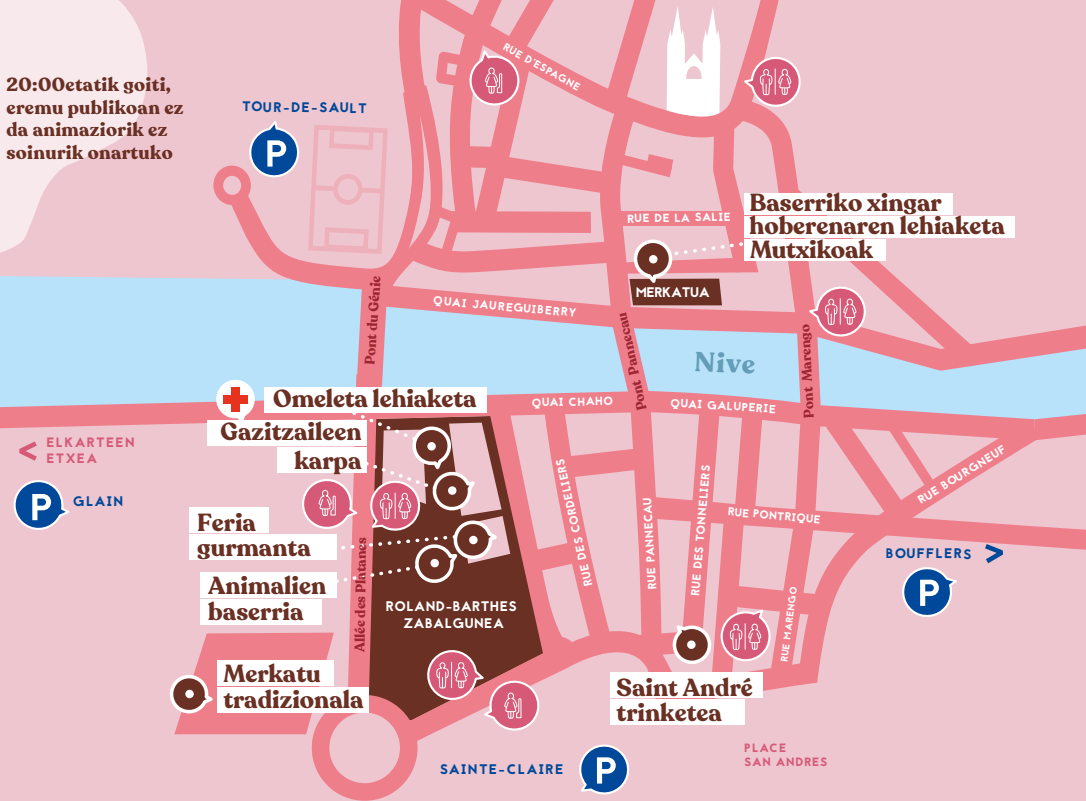 RUE D'ESPAGNE
20:00etatik goiti,
eremu publikoan ez
da animaziorik ez
soinurik onartuko
TOUR-DE-SAULT
P
Baserriko xingar
hoberenaren lehiaketa
Mutxikoak
RUE DE LA SALIE
MERKATUA
QUAI JAUREGUIBERRY
Pont du Génie
Pont Pannecau
Pont Marengo
Nive
Omeleta lehiaketa
Gazitzaileen
karpa
QUAI CHAHO
QUAI GALUPERIE
< ELKARTEEN
ETXEA
P GLAIN
Feria
gurmanta
Animalien
baserria
Allée des Platanes
ROLAND-BARTHES
ZABALGUNEA
RUE DES CORDELIERS
RUE PANNECAU
RUE DES TONNELIERS
RUE PONTRIQUE
RUE BOURGNEUF
RUE MARENGO
BOUFFLERS >
P
Merkatu
tradizionala
Saint André
trinketea
PLACE
SAN ANDRES
SAINTE-CLAIRE P